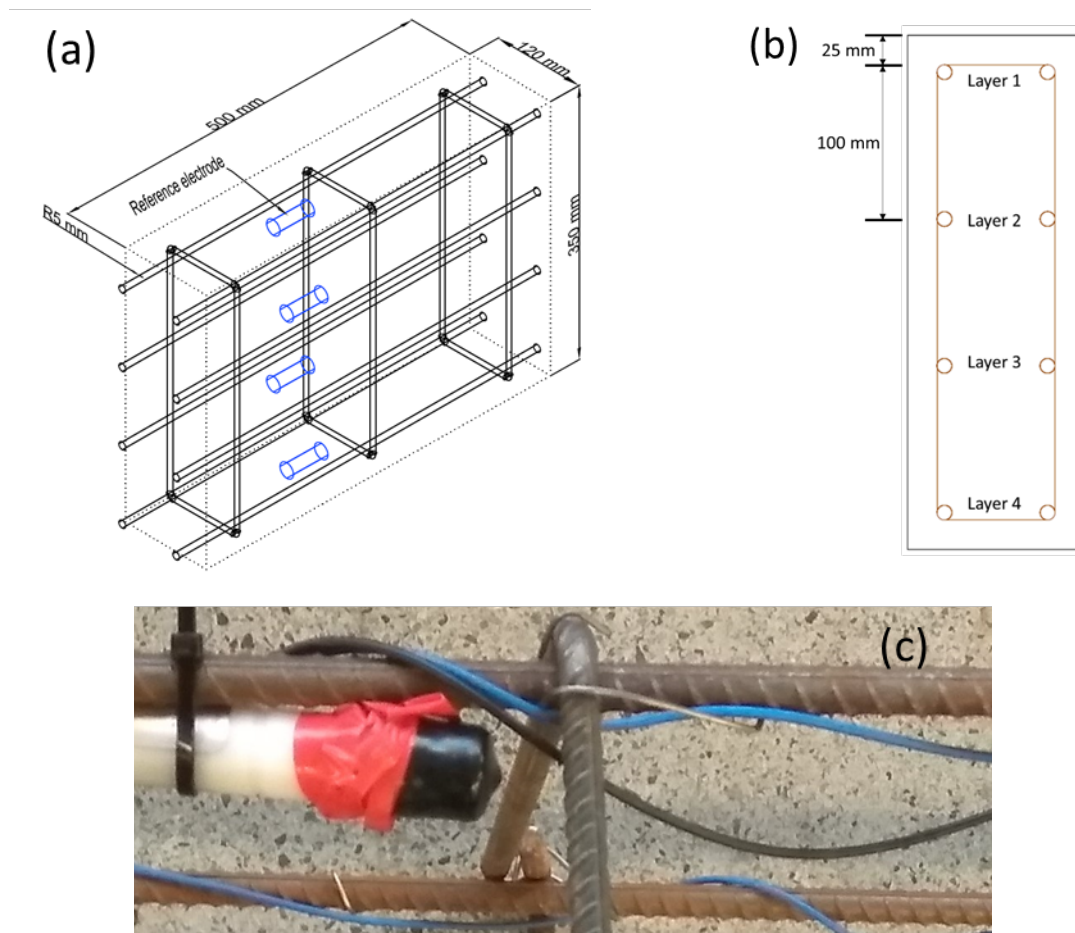 (a)
500 mm
120 mm
Reference electrode
R5 mm
350 mm
(b)
25 mm
Layer 1
100 mm
Layer 2
Layer 3
Layer 4
(c)